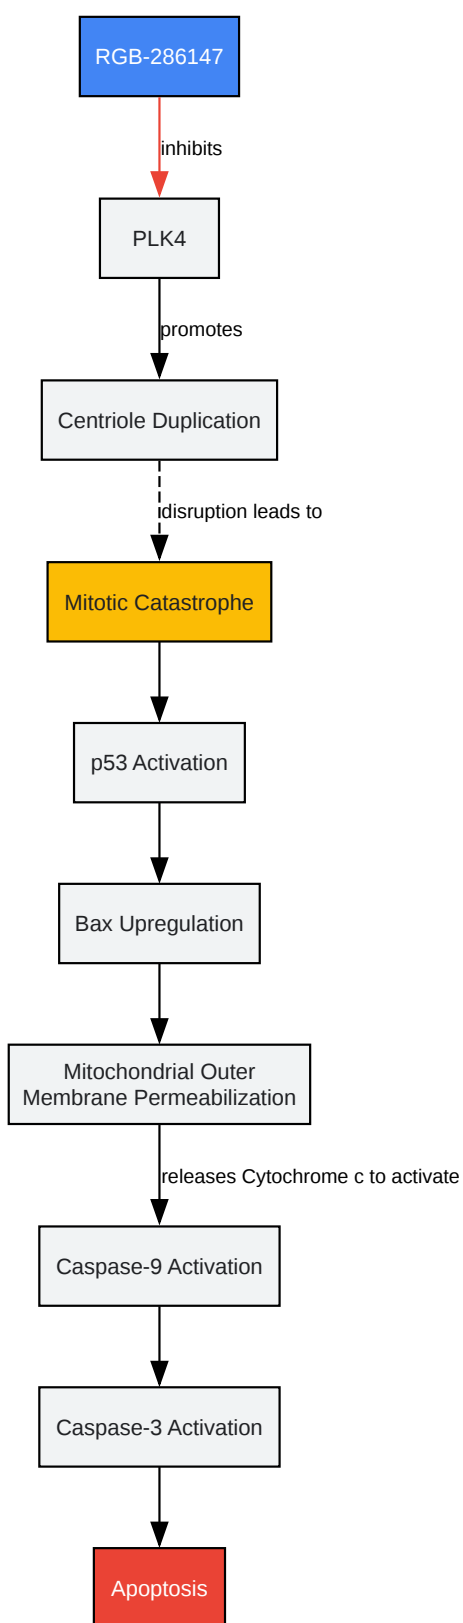 RGB-286147
inhibits
PLK4
promotes
Centriole Duplication
disruption leads to
Mitotic Catastrophe
p53 Activation
Bax Upregulation
Mitochondrial Outer
Membrane Permeabilization
releases Cytochrome c to activate
Caspase-9 Activation
Caspase-3 Activation
Apoptosis